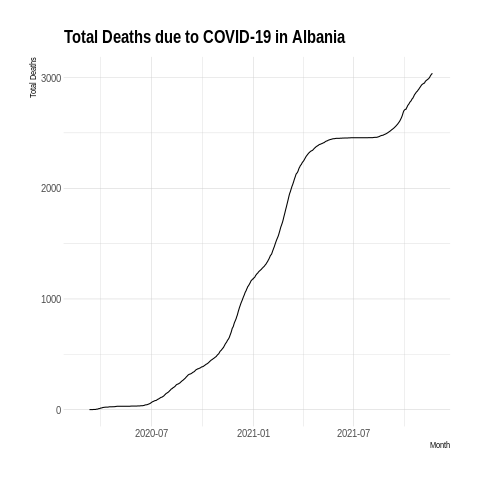 Total Deaths due to COVID-19 in Albania
Total Deaths
3000
2000
1000
0
2020-07 2021-01 2021-07
Month